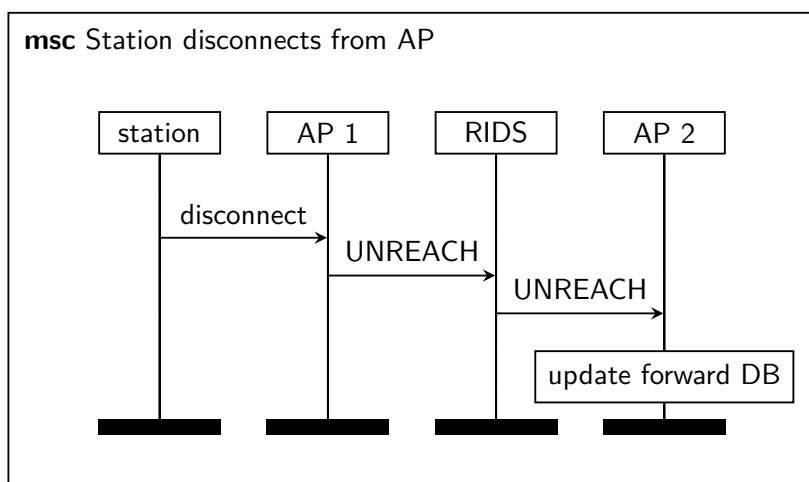 msc Station disconnects from AP
station
AP 1
RIDS
AP 2
disconnect
UNREACH
UNREACH
update forward DB